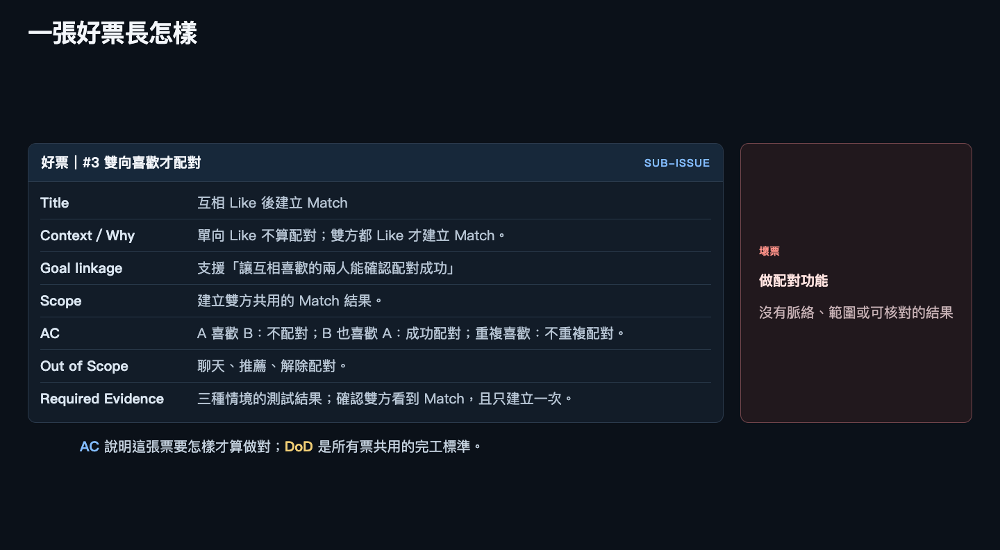 一張好票長怎樣
好票｜#3 雙向喜歡才配對
SUB-ISSUE
Title 互相 Like 後建立 Match
Context / Why 單向 Like 不算配對；雙方都 Like 才建立 Match。
Goal linkage 支援「讓互相喜歡的兩人能確認配對成功」
Scope 建立雙方共用的 Match 結果。
AC A 喜歡 B：不配對；B 也喜歡 A：成功配對；重複喜歡：不重複配對。
Out of Scope 聊天、推薦、解除配對。
Required Evidence 三種情境的測試結果；確認雙方看到 Match，且只建立一次。
壞票
做配對功能
沒有脈絡、範圍或可核對的結果
AC 說明這張票要怎樣才算做對；DoD 是所有票共用的完工標準。